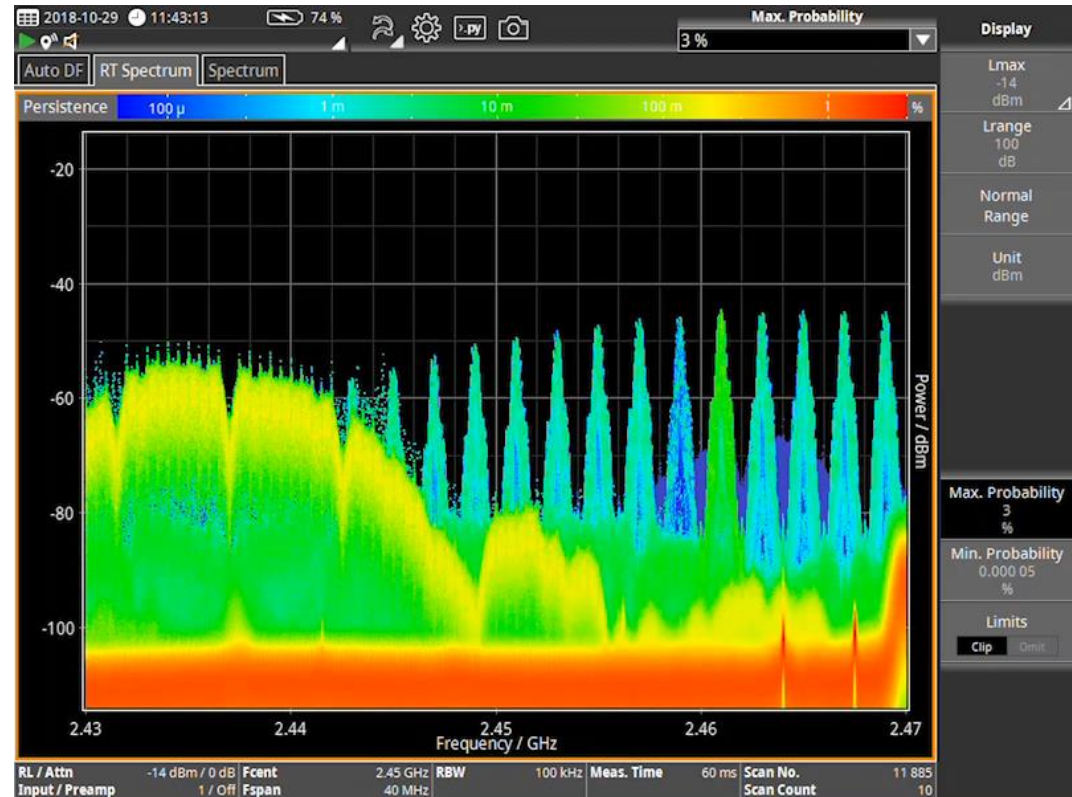 2018-10-29 11:43:13 74 %
>.py
Max. Probability
3 %
Auto DF RT Spectrum Spectrum
Persistence 100 µ 1 m 10 m 100 m 1 %
-20
-40
-60
-80
-100
Power / dBm
2.43 2.44 2.45 2.46 2.47
Frequency / GHz
RL / Attn -14 dBm / 0 dB Fcent 2.45 GHz RBW 100 kHz Meas. Time 60 ms Scan No. 11 885
Input / Preamp 1 / Off Fspan 40 MHz Scan Count 10
Display
Lmax
-14
dBm
Lrange
100
dB
Normal
Range
Unit
dBm
Max. Probability
3
%
Min. Probability
0.000 05
%
Limits
Clip Omit